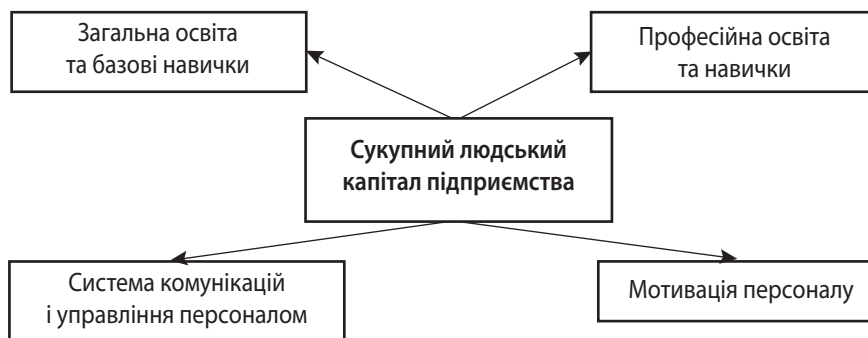 Загальна освіта
та базові навички
Професійна освіта
та навички
Сукупний людський
капітал підприємства
Система комунікацій
і управління персоналом
Мотивація персоналу